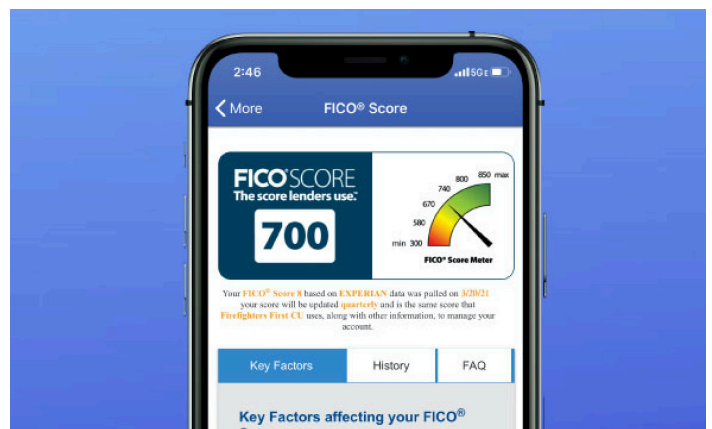 2:46
5GE
More
FICO® Score
FICO® SCORE
The score lenders use.®
700
min 300
580
670
740
800
850 max
FICO® Score Meter
Your FICO® Score 8 based on EXPERIAN data was pulled on 3/20/21
your score will be updated quarterly and is the same score that
Firefighters First CU uses, along with other information, to manage your
account.
Key Factors
History
FAQ
Key Factors affecting your FICO®